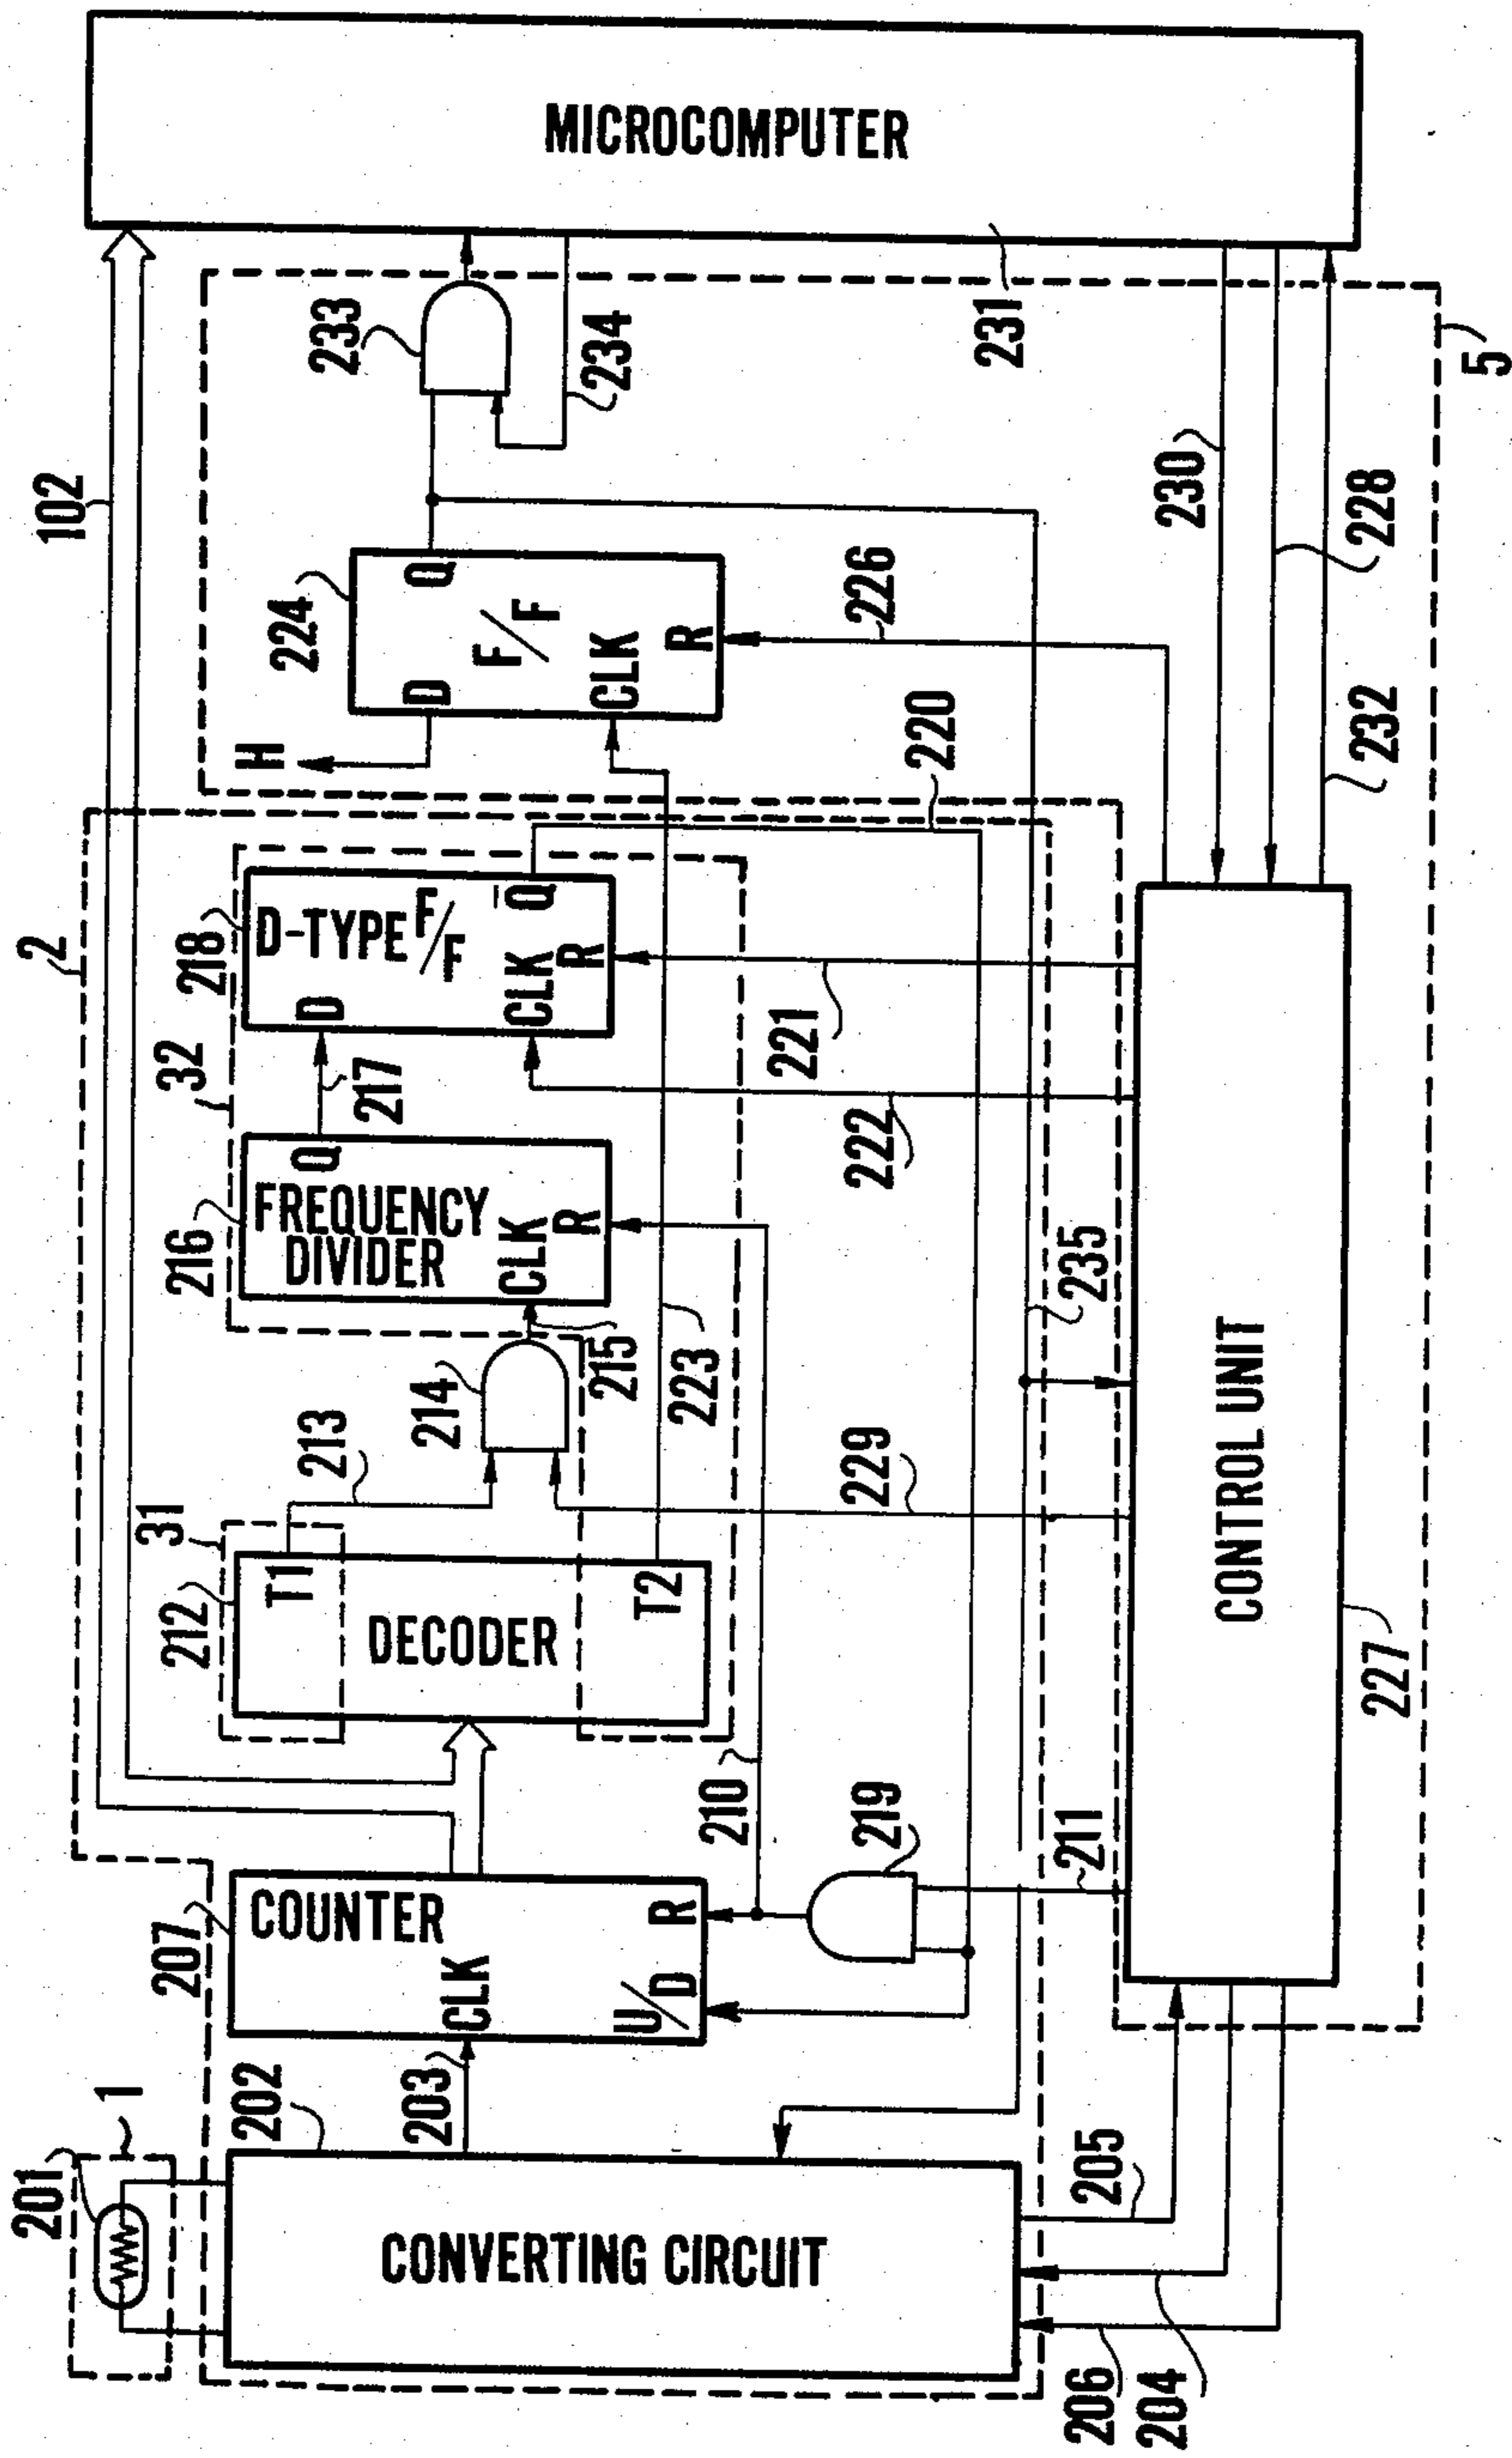 102
2
MICROCOMPUTER
233
234
231
5
224
D
Q
F/F
CLK
R
H
226
220
230
228
232
218
D-TYPE F/F
D
Q̅
CLK
R
32
217
221
222
216
FREQUENCY
DIVIDER
Q
CLK
R
215
223
235
214
213
229
31
212
T1
DECODER
T2
210
219
211
CONTROL UNIT
227
207
COUNTER
CLK
R
U/D
203
1
201
202
CONVERTING CIRCUIT
205
206
204